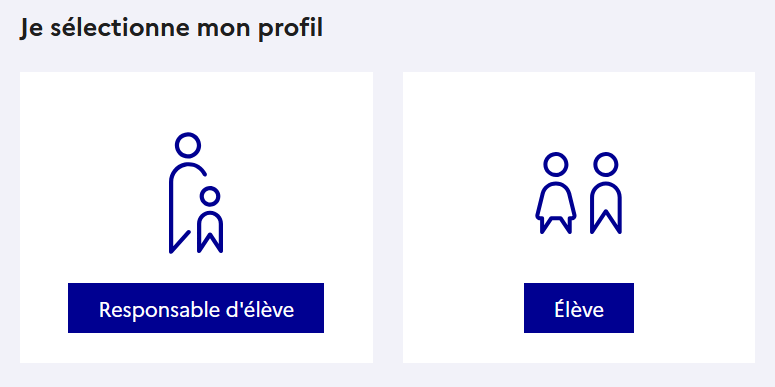 Je sélectionne mon profil
Responsable d'élève
Élève